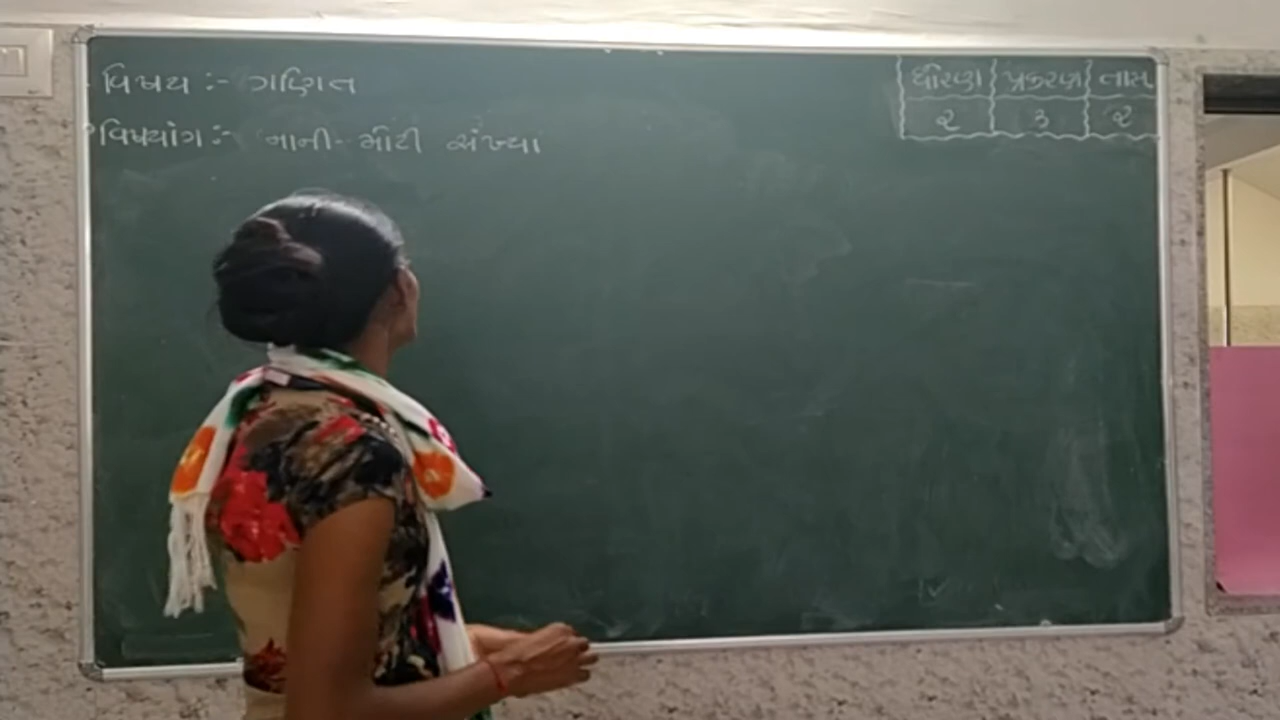 વિષય :- ગણિત
વિષયાંગ :- નાની- મોટી સંખ્યા
ધોરણ પ્રકરણ તાસ
૨ ૩ ૨